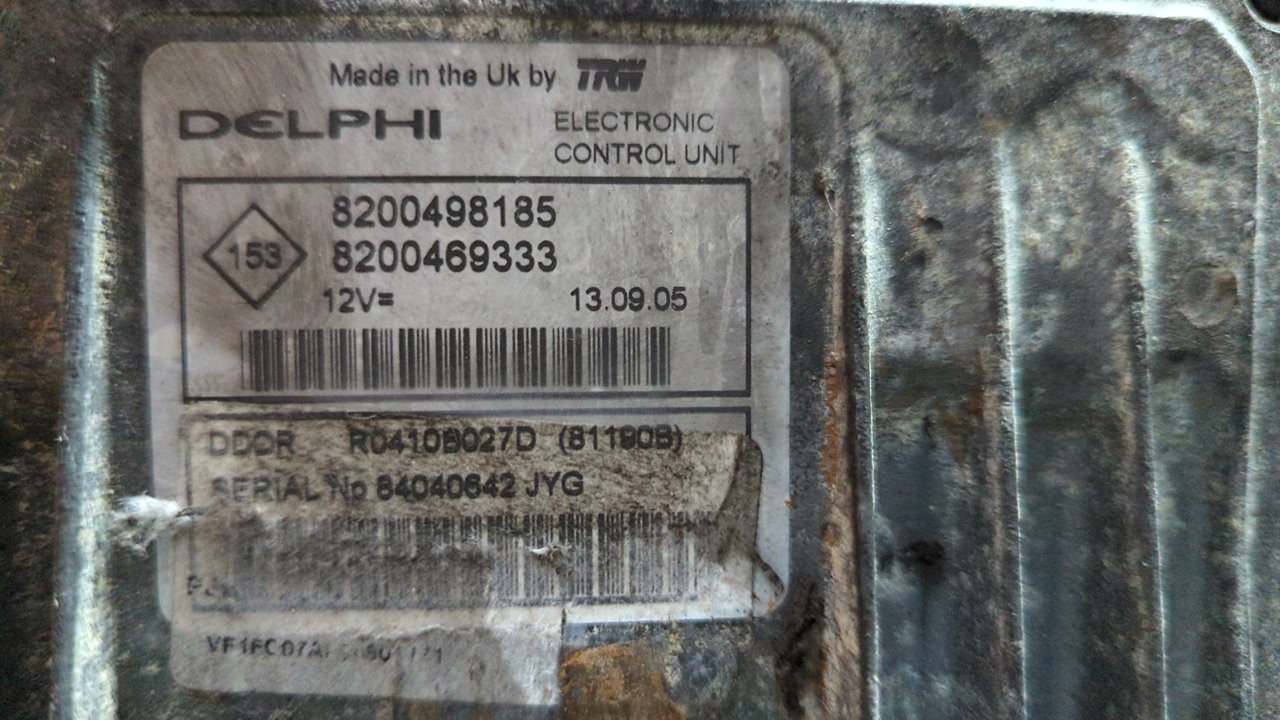 Made in the Uk by TRW
DELPHI
ELECTRONIC
CONTROL UNIT
153
8200498185
8200469333
12V=
13.09.05
DDCR R0410B027D (81190B)
SERIAL No 84040642 JYG